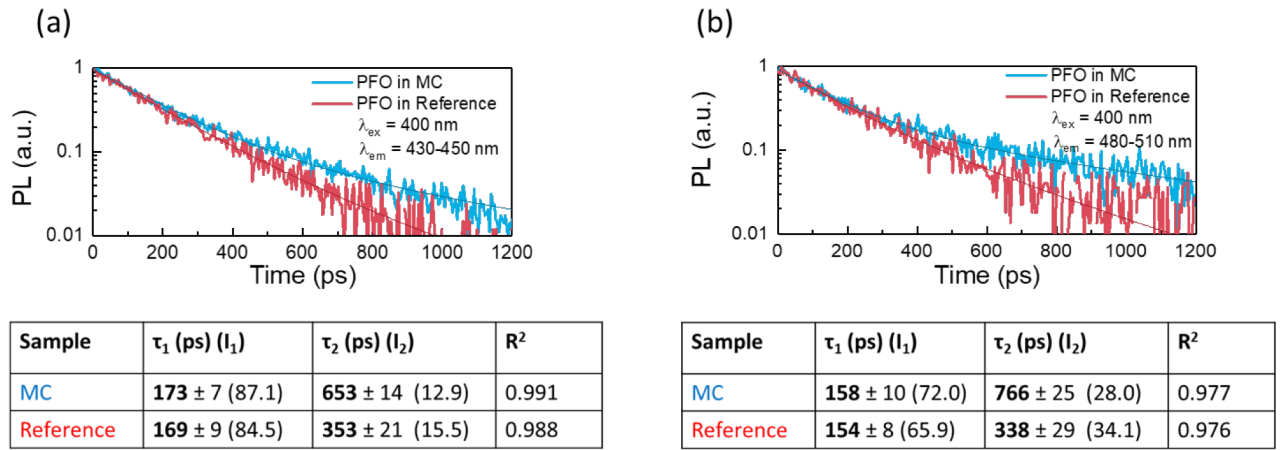 (a)
PL (a.u.)
1
0.1
0.01
PFO in MC
PFO in Reference
λex = 400 nm
λem = 430-450 nm
0 200 400 600 800 1000 1200
Time (ps)
Sample τ1 (ps) (I1) τ2 (ps) (I2) R2
MC 173 ± 7 (87.1) 653 ± 14 (12.9) 0.991
Reference 169 ± 9 (84.5) 353 ± 21 (15.5) 0.988
(b)
PL (a.u.)
1
0.1
0.01
PFO in MC
PFO in Reference
λex = 400
λem = 480-510 nm
0 200 400 600 800 1000 1200
Time (ps)
Sample τ1 (ps) (I1) τ2 (ps) (I2) R2
MC 158 ± 10 (72.0) 766 ± 25 (28.0) 0.977
Reference 154 ± 8 (65.9) 338 ± 29 (34.1) 0.976